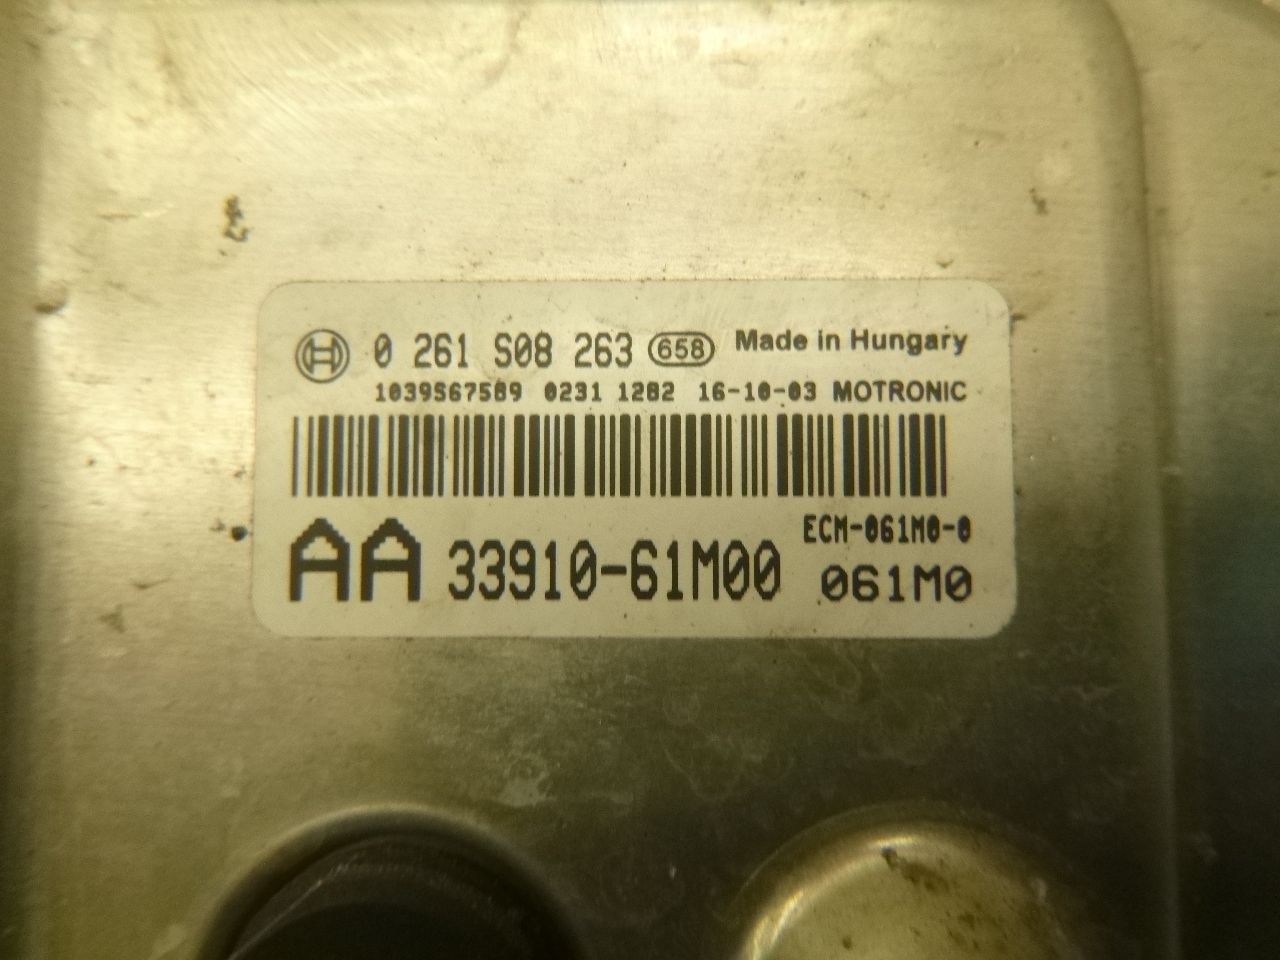 0 261 S08 263 658 Made in Hungary
1039S67589 0231 1282 16-10-03 MOTRONIC
ECM-061M0-0
AA 33910-61M00 061M0